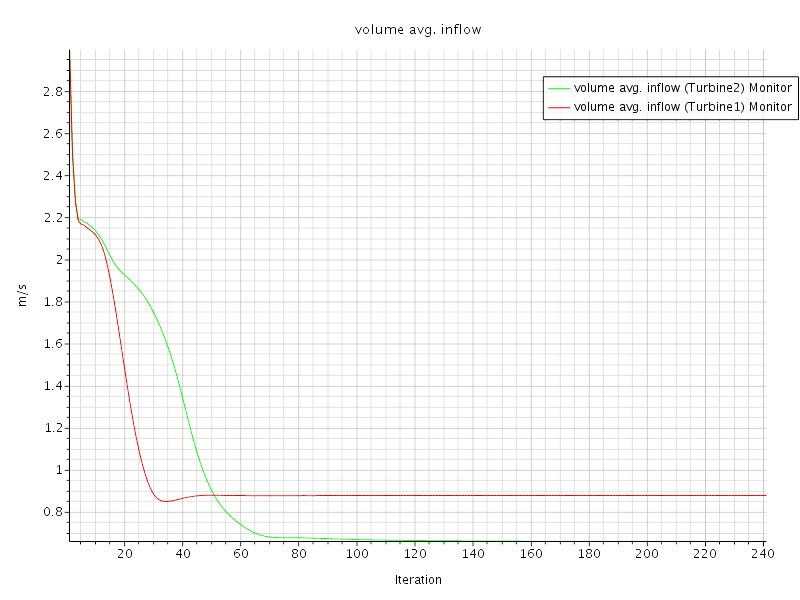 volume avg. inflow
volume avg. inflow (Turbine2) Monitor
volume avg. inflow (Turbine1) Monitor
2.8
2.6
2.4
2.2
2
1.8
1.6
1.4
1.2
1
0.8
m/s
20 40 60 80 100 120 140 160 180 200 220 240
Iteration